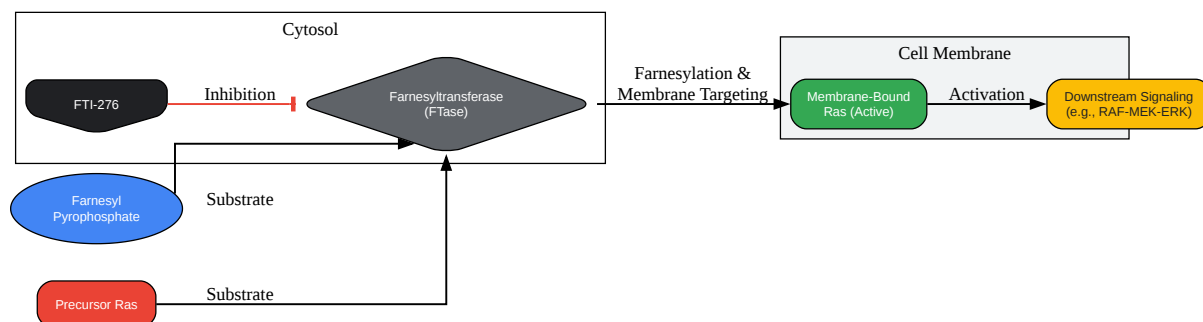 Cytosol
FTI-276
Inhibition
Farnesyltransferase
(FTase)
Farnesylation &
Membrane Targeting
Cell Membrane
Membrane-Bound
Ras (Active)
Activation
Downstream Signaling
(e.g., RAF-MEK-ERK)
Farnesyl
Pyrophosphate
Substrate
Precursor Ras
Substrate